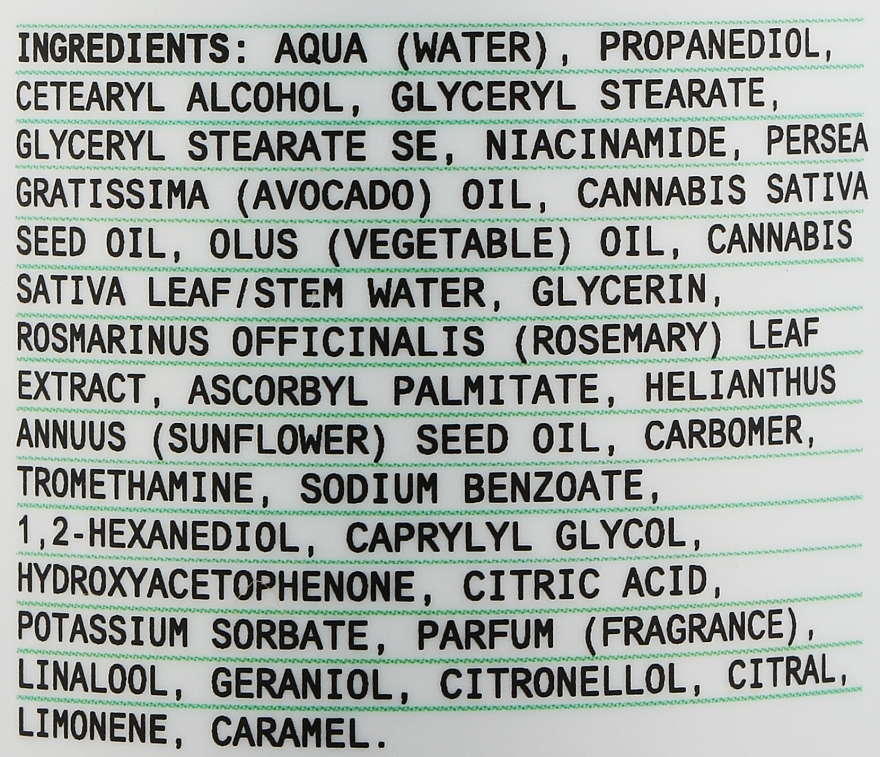 INGREDIENTS: AQUA (WATER), PROPANEDIOL,
CETEARYL ALCOHOL, GLYCERYL STEARATE,
GLYCERYL STEARATE SE, NIACINAMIDE, PERSEA
GRATISSIMA (AVOCADO) OIL, CANNABIS SATIVA
SEED OIL, OLUS (VEGETABLE) OIL, CANNABIS
SATIVA LEAF/STEM WATER, GLYCERIN,
ROSMARINUS OFFICINALIS (ROSEMARY) LEAF
EXTRACT, ASCORBYL PALMITATE, HELIANTHUS
ANNUUS (SUNFLOWER) SEED OIL, CARBOMER,
TROMETHAMINE, SODIUM BENZOATE,
1,2-HEXANEDIOL, CAPRYLYL GLYCOL,
HYDROXYACETOPHENONE, CITRIC ACID,
POTASSIUM SORBATE, PARFUM (FRAGRANCE),
LINALOOL, GERANIOL, CITRONELLOL, CITRAL,
LIMONENE, CARAMEL.